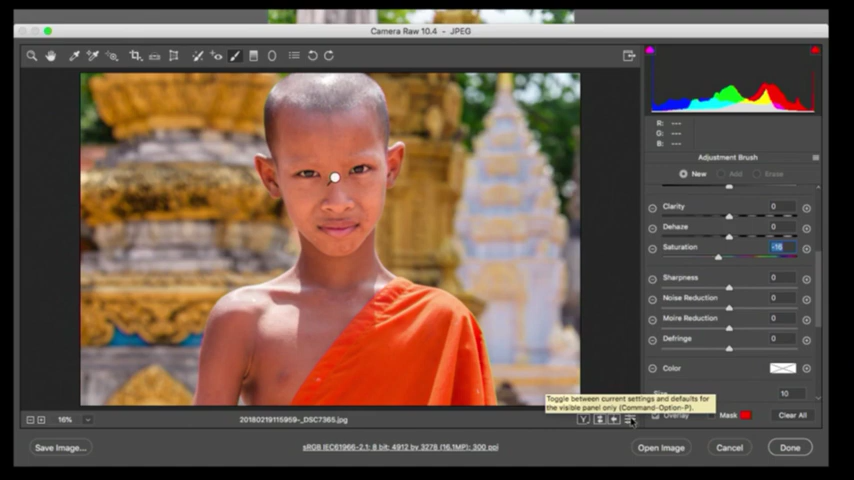 Camera Raw 10.4 - JPEG
R: ---
G: ---
B: ---
Adjustment Brush
New Add Erase
Clarity 0
Dehaze 0
Saturation -16
Sharpness 0
Noise Reduction 0
Moire Reduction 0
Defringe 0
Color
Size 10
Toggle between current settings and defaults for
the visible panel only (Command-Option-P).
Overlay Mask Clear All
16% 20180219115959-_DSC7365.jpg Y
Save Image... sRGB IEC61966-2.1; 8 bit; 4912 by 3278 (16.1MP); 300 ppi Open Image Cancel Done